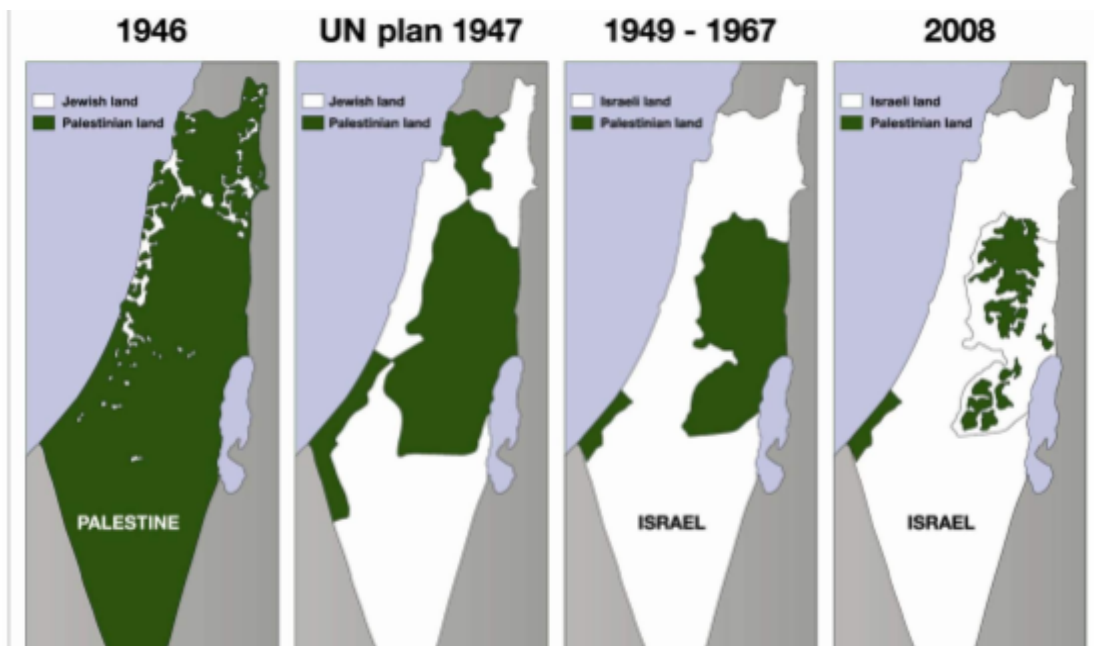 1946
Jewish land
Palestinian land
PALESTINE
UN plan 1947
Jewish land
Palestinian land
1949 - 1967
Israeli land
Palestinian land
ISRAEL
2008
Israeli land
Palestinian land
ISRAEL